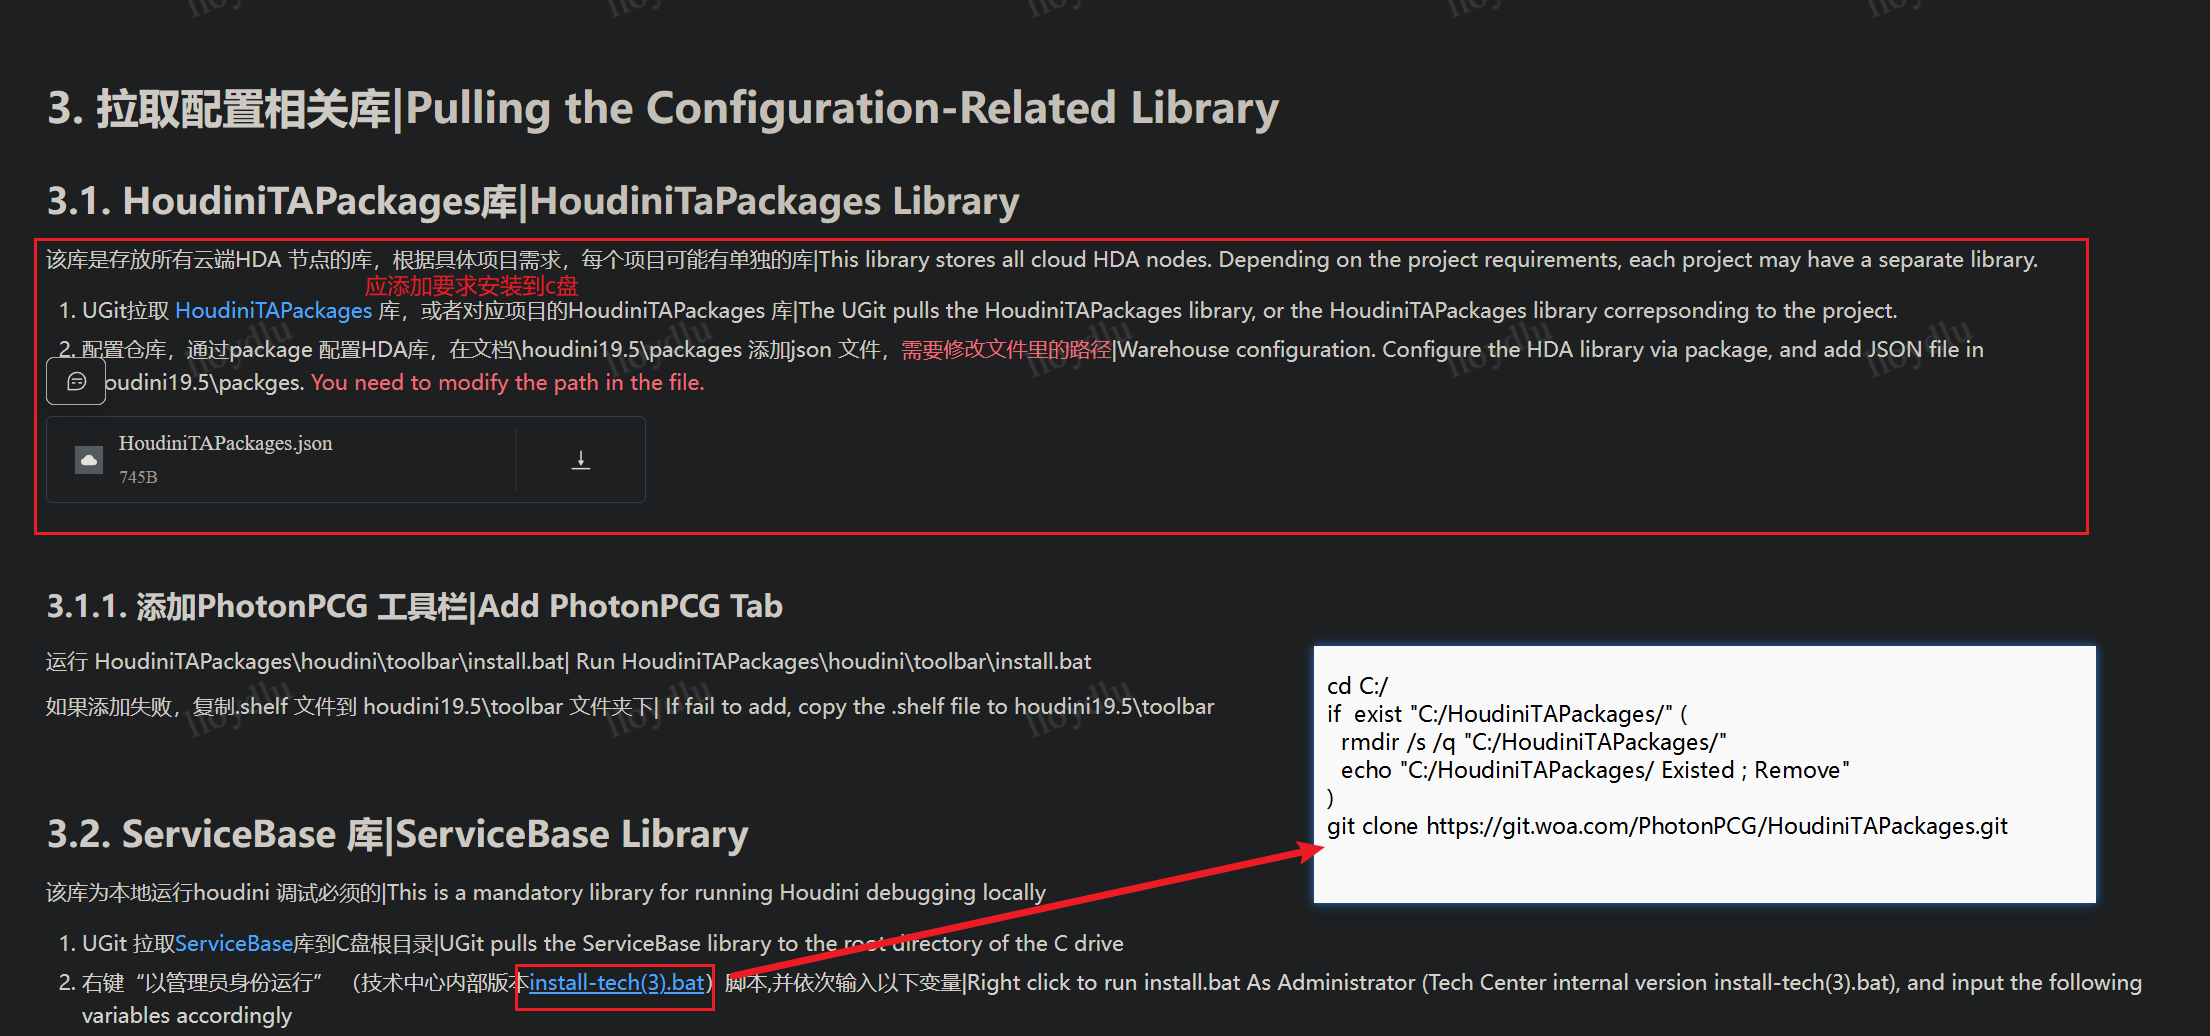 3. 拉取配置相关库|Pulling the Configuration-Related Library
3.1. HoudiniTAPackages库|HoudiniTaPackages Library
该库是存放所有云端HDA 节点的库，根据具体项目需求，每个项目可能有单独的库|This library stores all cloud HDA nodes. Depending on the project requirements, each project may have a separate library.
应添加要求安装到c盘
1. UGit拉取 HoudiniTAPackages 库，或者对应项目的HoudiniTAPackages 库|The UGit pulls the HoudiniTAPackages library, or the HoudiniTAPackages library correpsonding to the project.
2. 配置仓库，通过package 配置HDA库，在文档\houdini19.5\packages 添加json 文件，需要修改文件里的路径|Warehouse configuration. Configure the HDA library via package, and add JSON file in
oudini19.5\packges. You need to modify the path in the file.
HoudiniTAPackages.json
745B
3.1.1. 添加PhotonPCG 工具栏|Add PhotonPCG Tab
运行 HoudiniTAPackages\houdini\toolbar\install.bat| Run HoudiniTAPackages\houdini\toolbar\install.bat
如果添加失败，复制.shelf 文件到 houdini19.5\toolbar 文件夹下| If fail to add, copy the .shelf file to houdini19.5\toolbar
cd C:/
if  exist "C:/HoudiniTAPackages/" (
rmdir /s /q "C:/HoudiniTAPackages/"
echo "C:/HoudiniTAPackages/ Existed ; Remove"
)
git clone https://git.woa.com/PhotonPCG/HoudiniTAPackages.git
3.2. ServiceBase 库|ServiceBase Library
该库为本地运行houdini 调试必须的|This is a mandatory library for running Houdini debugging locally
1. UGit 拉取ServiceBase库到C盘根目录|UGit pulls the ServiceBase library to the root directory of the C drive
2. 右键“以管理员身份运行” （技术中心内部版本install-tech(3).bat）脚本,并依次输入以下变量|Right click to run install.bat As Administrator (Tech Center internal version install-tech(3).bat), and input the following
variables accordingly